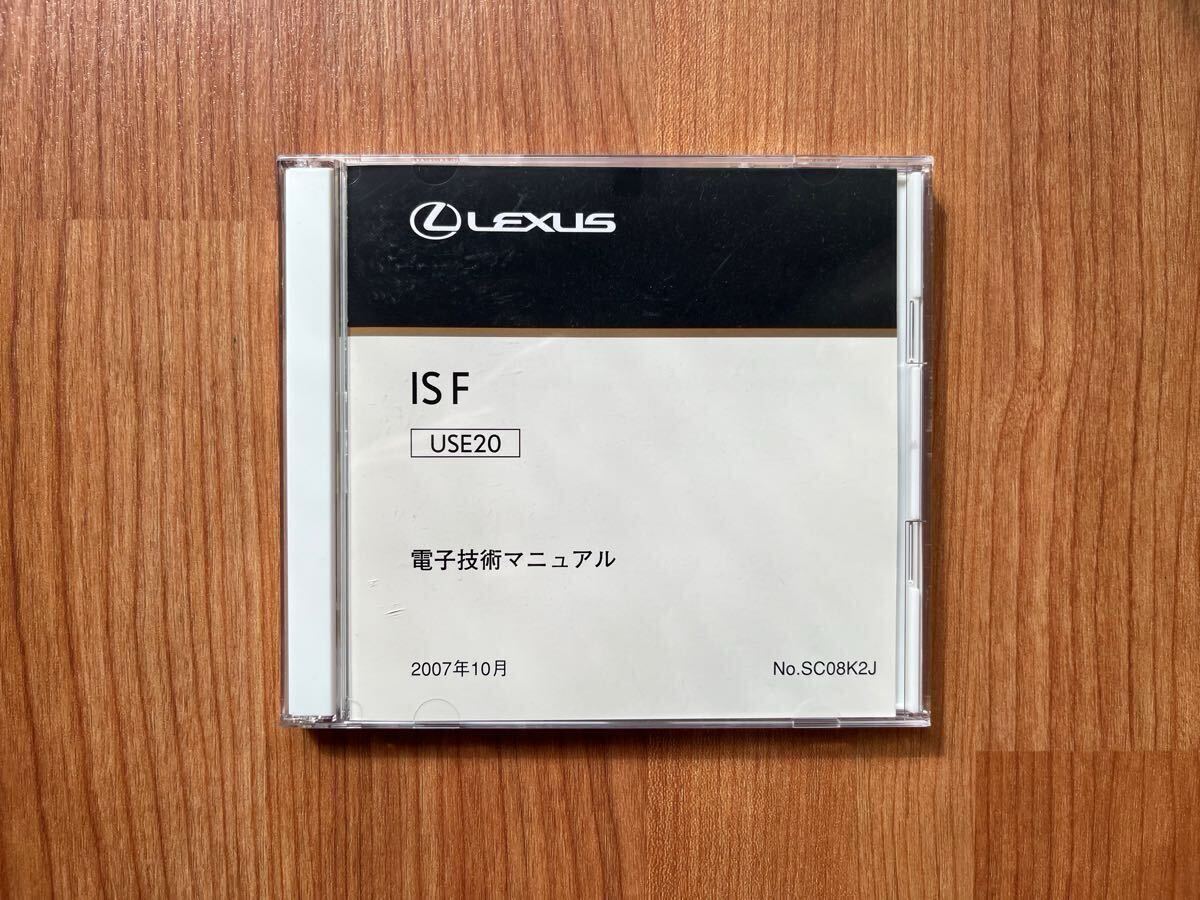 LEXUS
IS F
USE20
電子技術マニュアル
2007年10月
No.SC08K2J